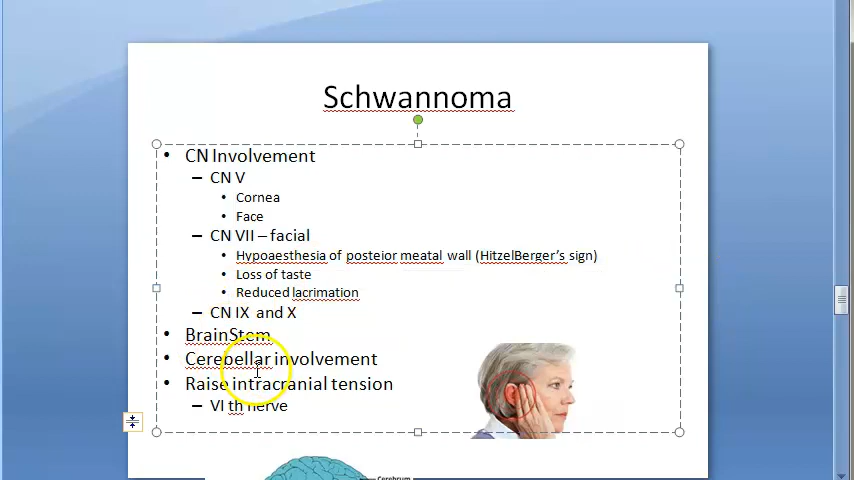 Schwannoma
• CN Involvement
– CN V
• Cornea
• Face
– CN VII – facial
• Hypoaesthesia of posteior meatal wall (HitzelBerger's sign)
• Loss of taste
• Reduced lacrimation
– CN IX and X
• BrainStem
• Cerebellar involvement
• Raise intracranial tension
– VI th nerve
Cerebrum